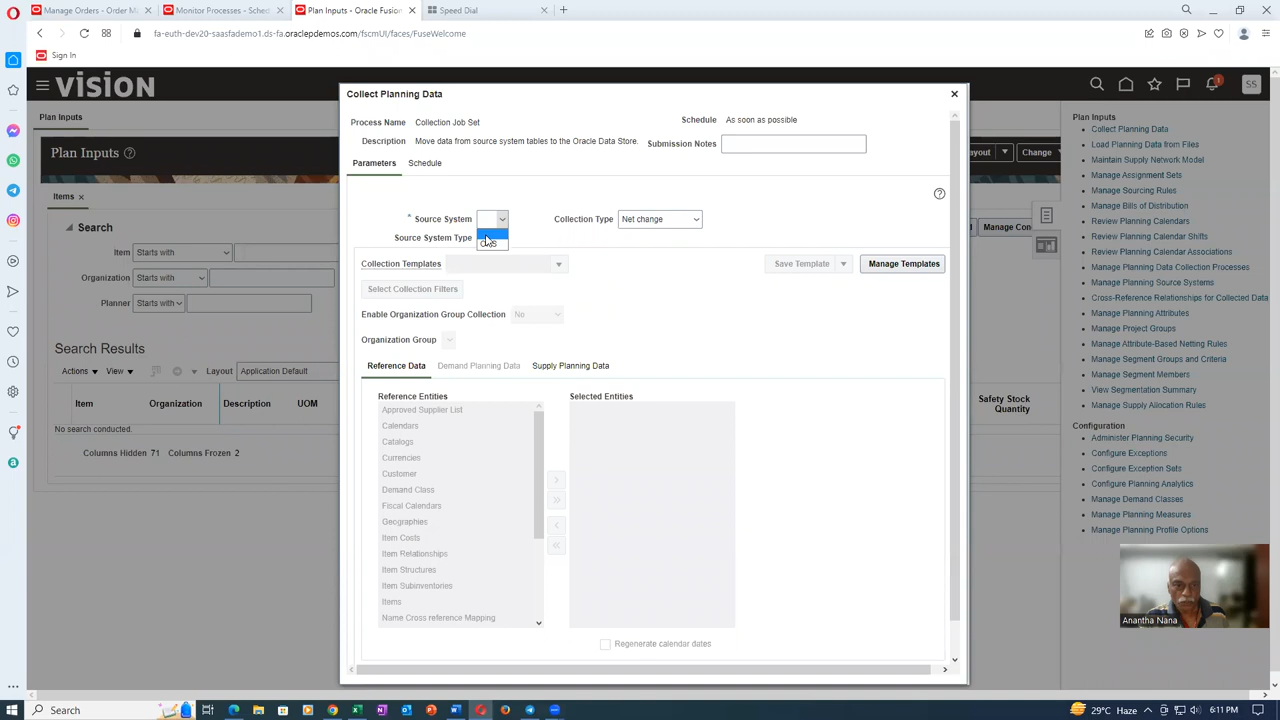 Manage Orders - Order M
Monitor Processes - Sched
Plan Inputs - Oracle Fusion
Speed Dial
fa-euth-dev20-saasfademo1.ds-fa.oraclepdemos.com/fscmUI/faces/FuseWelcome
Sign In
VISION
1
SS
Plan Inputs
Plan Inputs
ayout
Change
Items
Search
Manage Con
Item
Starts with
Organization
Starts with
Planner
Starts with
Search Results
Actions
View
Layout
Application Default
Item
Organization
Description
UOM
Safety Stock
Quantity
No search conducted.
Columns Hidden 71
Columns Frozen 2
Collect Planning Data
Process Name
Collection Job Set
Schedule
As soon as possible
Description
Move data from source system tables to the Oracle Data Store.
Submission Notes
Parameters
Schedule
* Source System
Collection Type
Net change
Source System Type
Collection Templates
Save Template
Manage Templates
Select Collection Filters
Enable Organization Group Collection
No
Organization Group
Reference Data
Demand Planning Data
Supply Planning Data
Reference Entities
Selected Entities
Approved Supplier List
Calendars
Catalogs
Currencies
Customer
Demand Class
Fiscal Calendars
Geographies
Item Costs
Item Relationships
Item Structures
Item Subinventories
Items
Name Cross reference Mapping
Regenerate calendar dates
Plan Inputs
Collect Planning Data
Load Planning Data from Files
Maintain Supply Network Model
Manage Assignment Sets
Manage Sourcing Rules
Manage Bills of Distribution
Review Planning Calendars
Review Planning Calendar Shifts
Manage Planning Data Collection Processes
Manage Planning Source Systems
Cross-Reference Relationships for Collected Data
Manage Planning Attributes
Manage Project Groups
Manage Attribute-Based Netting Rules
Manage Segment Groups and Criteria
Manage Segment Members
View Segmentation Summary
Manage Supply Allocation Rules
Configuration
Administer Planning Security
Configure Exceptions
Configure Exception Sets
Configure Planning Analytics
Manage Demand Classes
Manage Planning Measures
Manage Planning Profile Options
Anantha Nana
Search
29°C Haze
6:11 PM